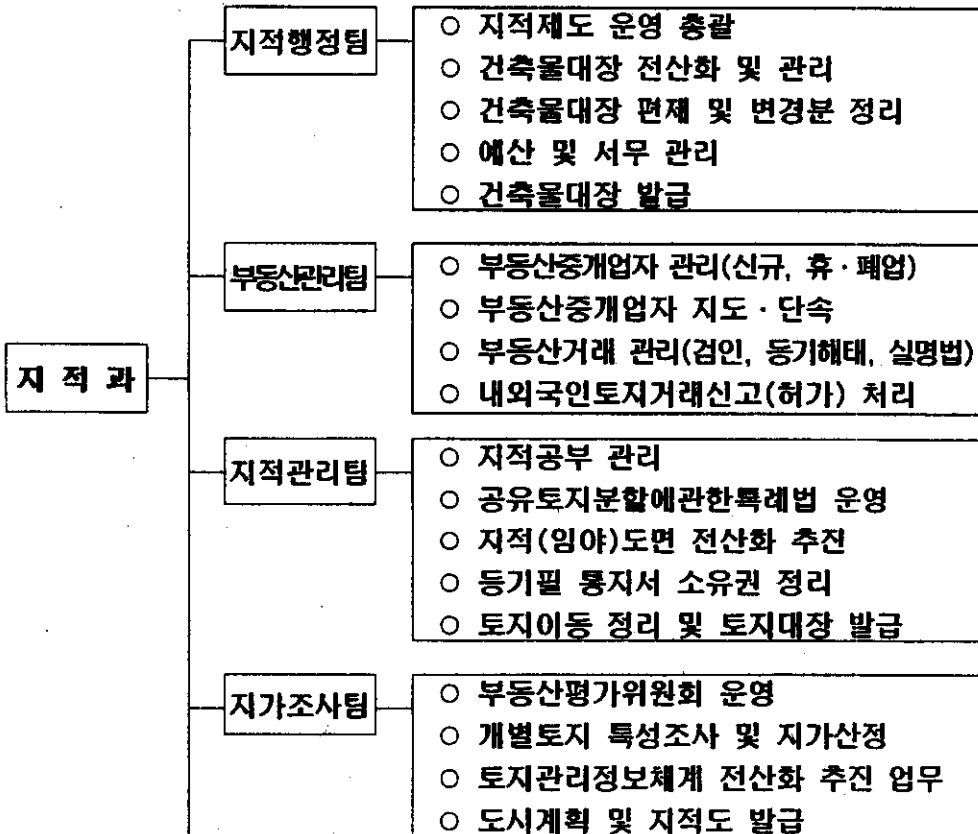 지적과
지적행정팀
○ 지적제도 운영 총괄
○ 건축물대장 전산화 및 관리
○ 건축물대장 편재 및 변경분 정리
○ 예산 및 서무 관리
○ 건축물대장 발급
부동산관리팀
○ 부동산중개업자 관리(신규, 휴·폐업)
○ 부동산중개업자 지도·단속
○ 부동산거래 관리(검인, 등기해태, 실명법)
○ 내외국인토지거래신고(허가) 처리
지적관리팀
○ 지적공부 관리
○ 공유토지분할에관한특례법 운영
○ 지적(임야)도면 전산화 추진
○ 등기필 통지서 소유권 정리
○ 토지이동 정리 및 토지대장 발급
지가조사팀
○ 부동산평가위원회 운영
○ 개별토지 특성조사 및 지가산정
○ 토지관리정보체계 전산화 추진 업무
○ 도시계획 및 지적도 발급